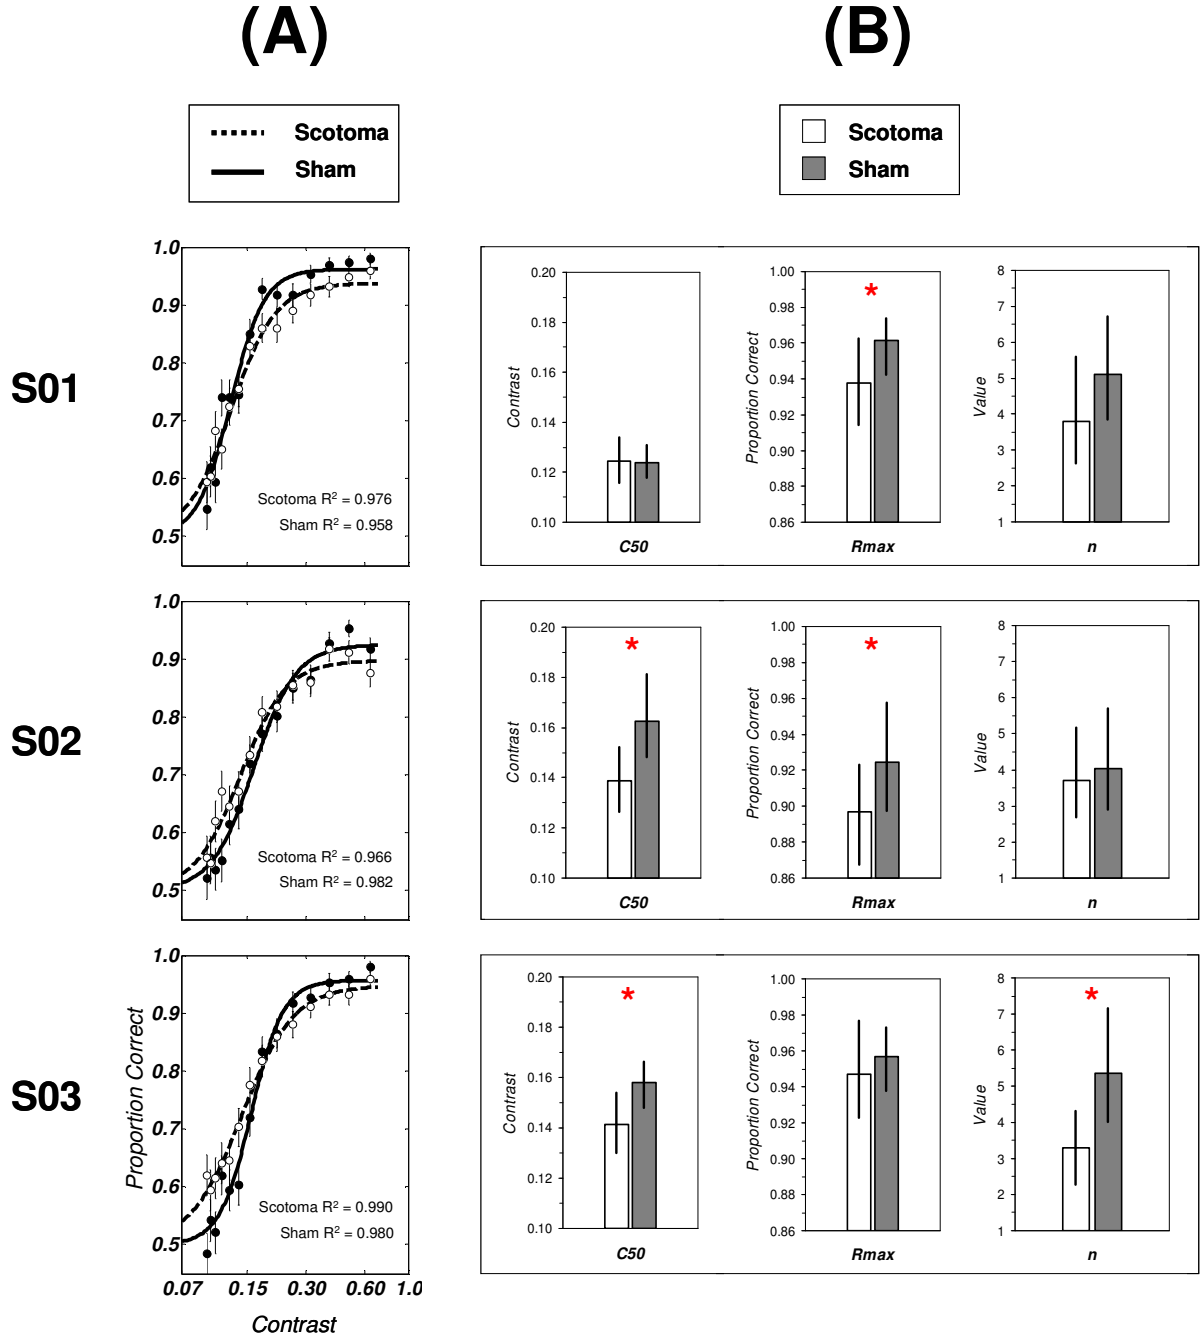 (A)
(B)
Scotoma
Sham
Scotoma
Sham
S01
1.0
0.9
0.8
0.7
0.6
0.5
Scotoma R² = 0.976
Sham R² = 0.958
Contrast
0.20
0.18
0.16
0.14
0.12
0.10
C50
Proportion Correct
1.00
0.98
0.96
0.94
0.92
0.90
0.88
0.86
*
Rmax
Value
8
7
6
5
4
3
2
1
n
S02
1.0
0.9
0.8
0.7
0.6
0.5
Scotoma R² = 0.966
Sham R² = 0.982
Contrast
0.20
0.18
0.16
0.14
0.12
0.10
*
C50
Proportion Correct
1.00
0.98
0.96
0.94
0.92
0.90
0.88
0.86
*
Rmax
Value
8
7
6
5
4
3
2
1
n
S03
Proportion Correct
1.0
0.9
0.8
0.7
0.6
0.5
Scotoma R² = 0.990
Sham R² = 0.980
0.07 0.15 0.30 0.60 1.0
Contrast
Contrast
0.20
0.18
0.16
0.14
0.12
0.10
*
C50
Proportion Correct
1.00
0.98
0.96
0.94
0.92
0.90
0.88
0.86
Rmax
Value
8
7
6
5
4
3
2
1
*
n